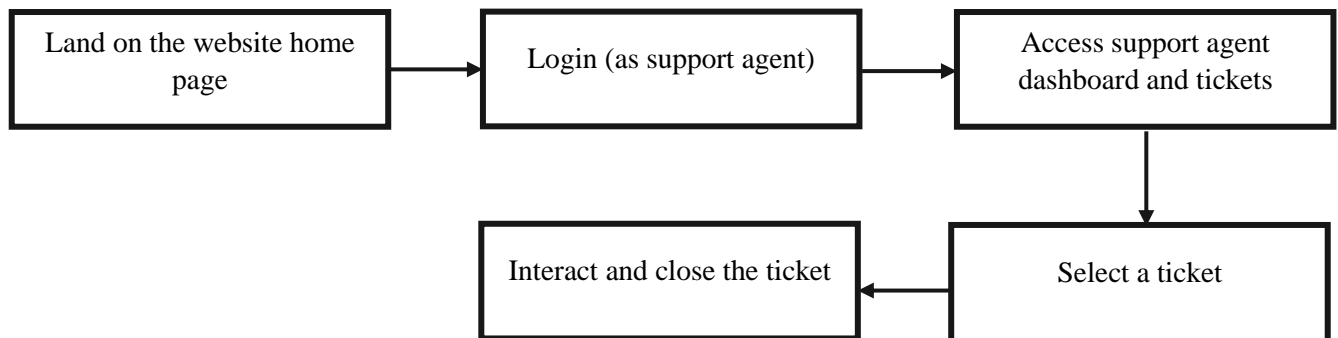 Land on the website home
page
Login (as support agent)
Access support agent
dashboard and tickets
Select a ticket
Interact and close the ticket